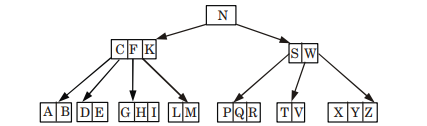 N
C F K
S W
A B
D E
G H I
L M
P Q R
T V
X Y Z